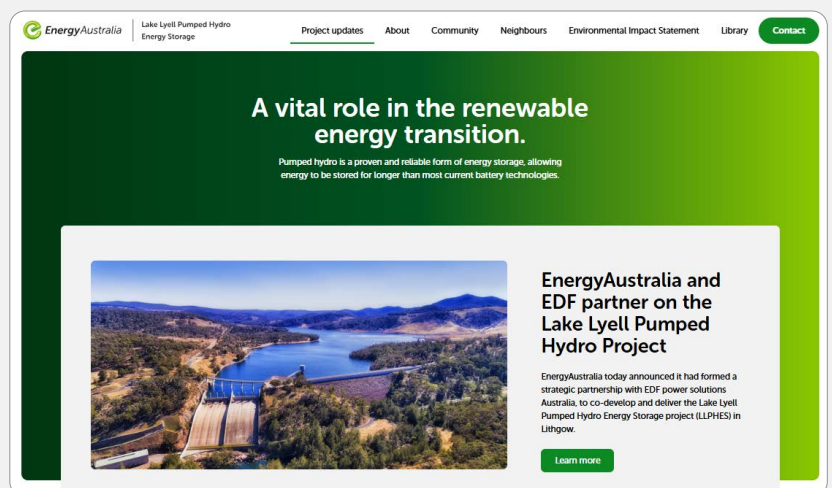 EnergyAustralia
Lake Lyell Pumped Hydro
Energy Storage
Project updates
About
Community
Neighbours
Environmental Impact Statement
Library
Contact
A vital role in the renewable
energy transition.
Pumped hydro is a proven and reliable form of energy storage, allowing
energy to be stored for longer than most current battery technologies.
EnergyAustralia and
EDF partner on the
Lake Lyell Pumped
Hydro Project
EnergyAustralia today announced it had formed a
strategic partnership with EDF power solutions
Australia, to co-develop and deliver the Lake Lyell
Pumped Hydro Energy Storage project (LLPHES) in
Lithgow.
Learn more